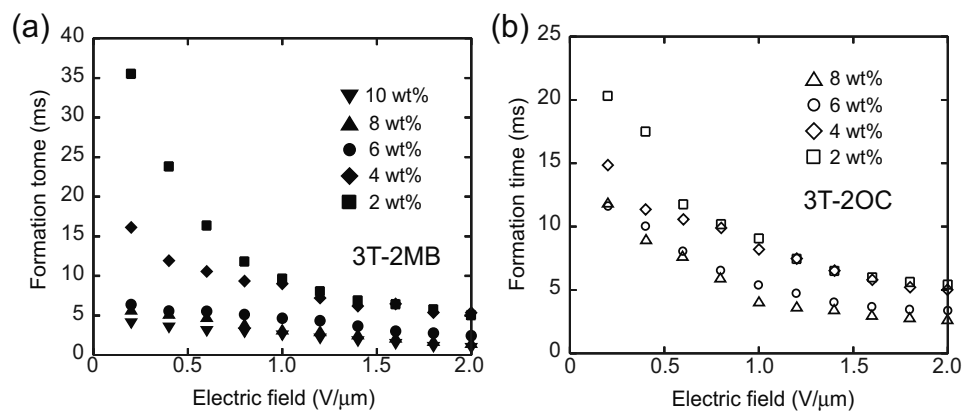 (a)
40
35
30
25
20
15
10
5
0
0
0.5
1.0
1.5
2.0
Formation tome (ms)
Electric field (V/μm)
10 wt%
8 wt%
6 wt%
4 wt%
2 wt%
3T-2MB
(b)
25
20
15
10
5
0
0
0.5
1.0
1.5
2.0
Formation time (ms)
Electric field (V/μm)
8 wt%
6 wt%
4 wt%
2 wt%
3T-2OC